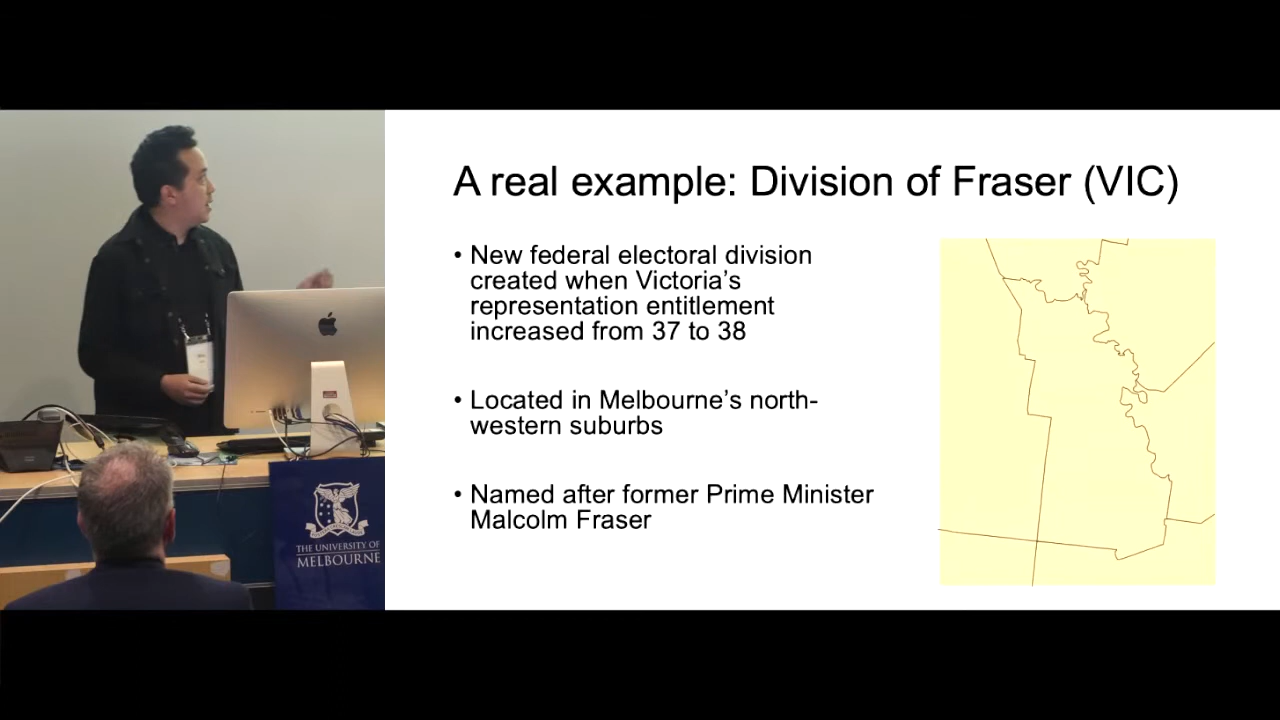 A real example: Division of Fraser (VIC)
• New federal electoral division
created when Victoria’s
representation entitlement
increased from 37 to 38
• Located in Melbourne’s north-
western suburbs
• Named after former Prime Minister
Malcolm Fraser
THE UNIVERSITY OF
MELBOURNE